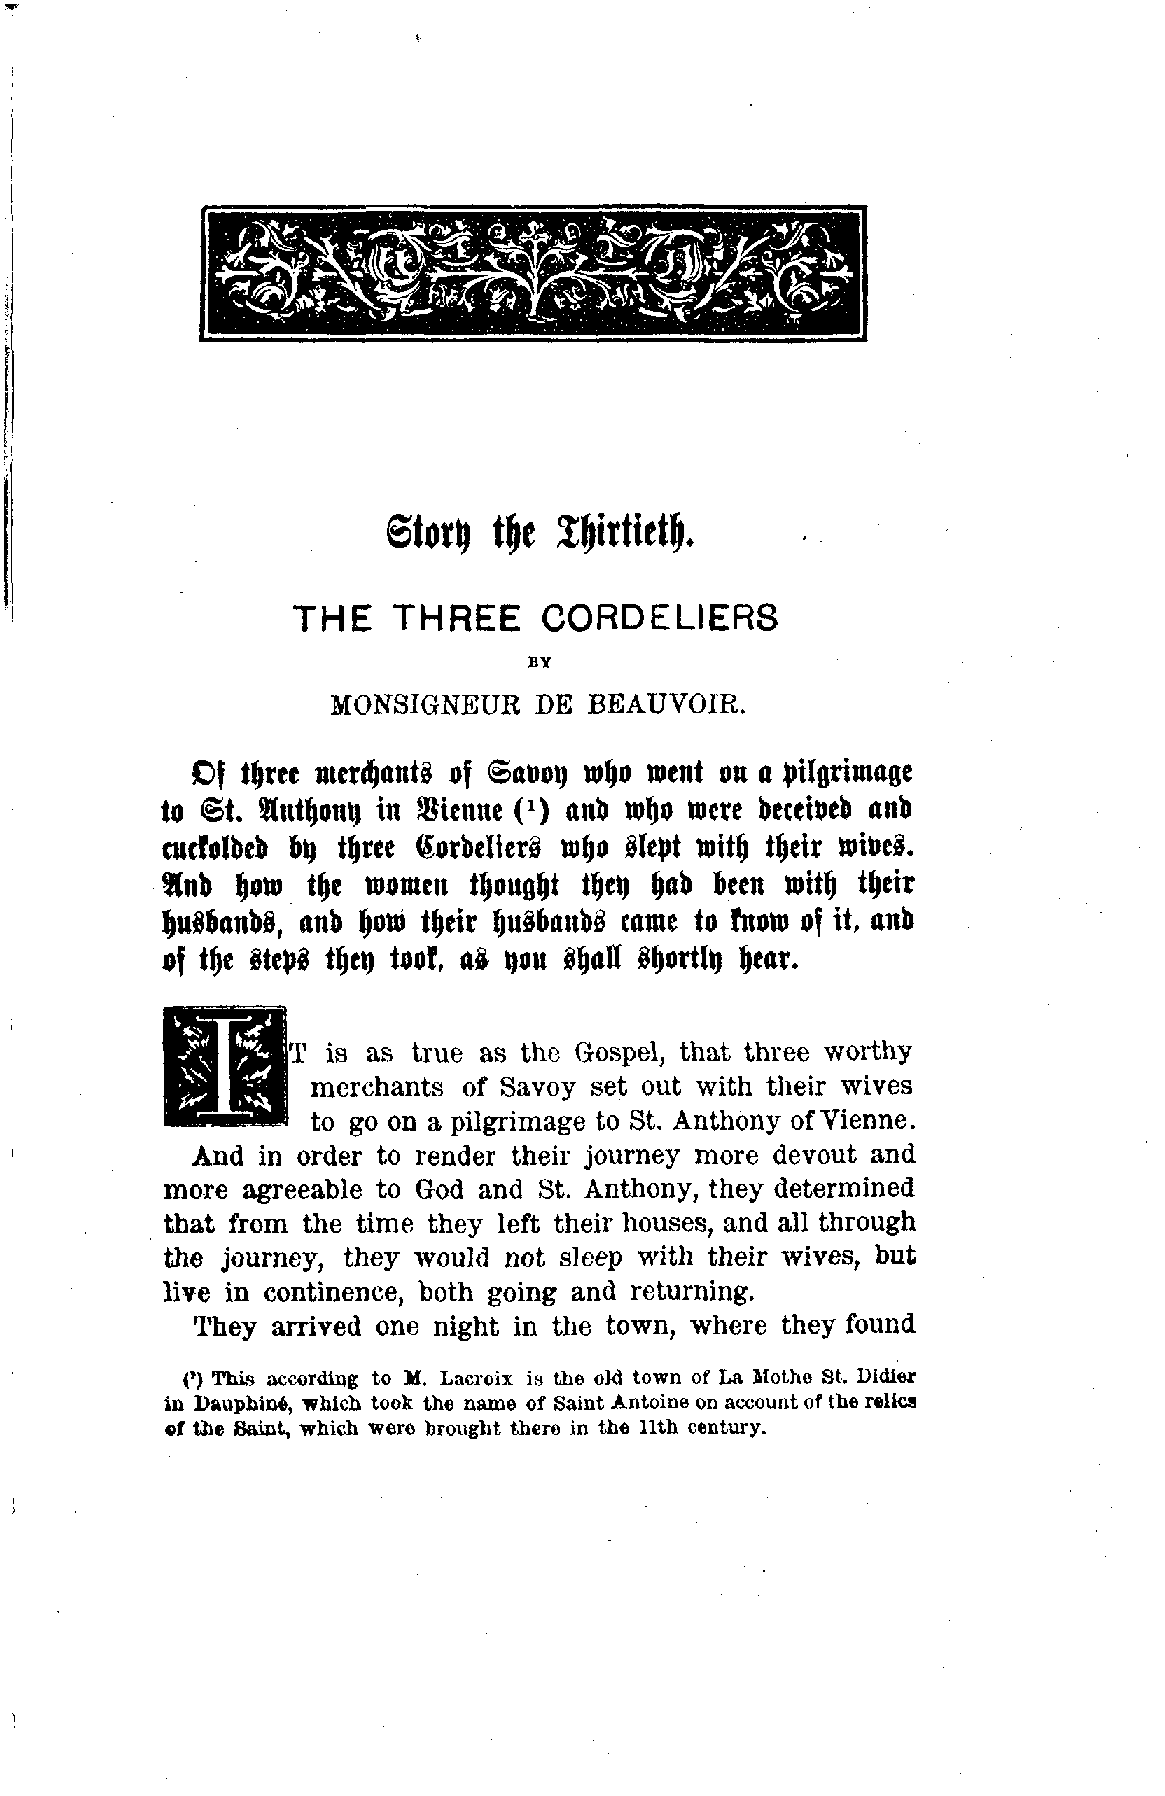 Story the Thirtieth.
THE THREE CORDELIERS
BY
MONSIGNEUR DE BEAUVOIR.
Of three merchants of Savoy who went on a pilgrimage
to St. Anthony in Vienne (¹) and who were deceived and
cuckolded by three Cordeliers who slept with their wives.
And how the women thought they had been with their
husbands, and how their husbands came to know of it, and
of the steps they took, as you shall shortly hear.
IT is as true as the Gospel, that three worthy
merchants of Savoy set out with their wives
to go on a pilgrimage to St. Anthony of Vienne.
And in order to render their journey more devout and
more agreeable to God and St. Anthony, they determined
that from the time they left their houses, and all through
the journey, they would not sleep with their wives, but
live in continence, both going and returning.
They arrived one night in the town, where they found
(¹) This according to M. Lacroix is the old town of La Mothe St. Didier
in Dauphiné, which took the name of Saint Antoine on account of the relics
of the Saint, which were brought there in the 11th century.